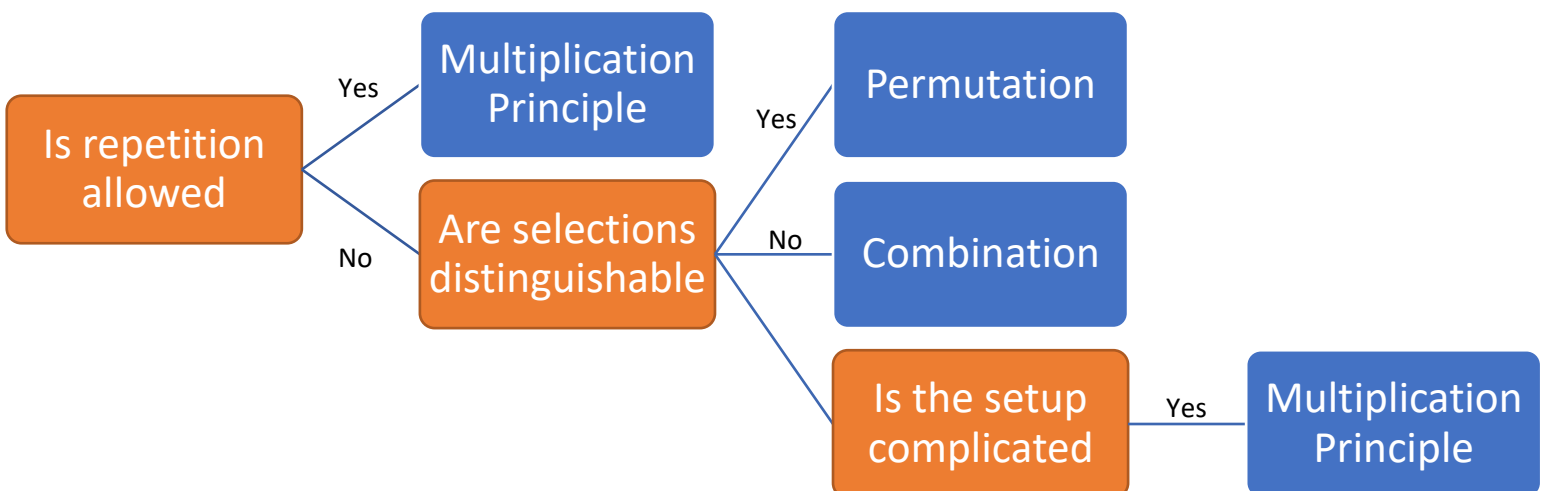 Is repetition
allowed
Yes
No
Multiplication
Principle
Are selections
distinguishable
Yes
No
Permutation
Combination
Is the setup
complicated
Yes
Multiplication
Principle